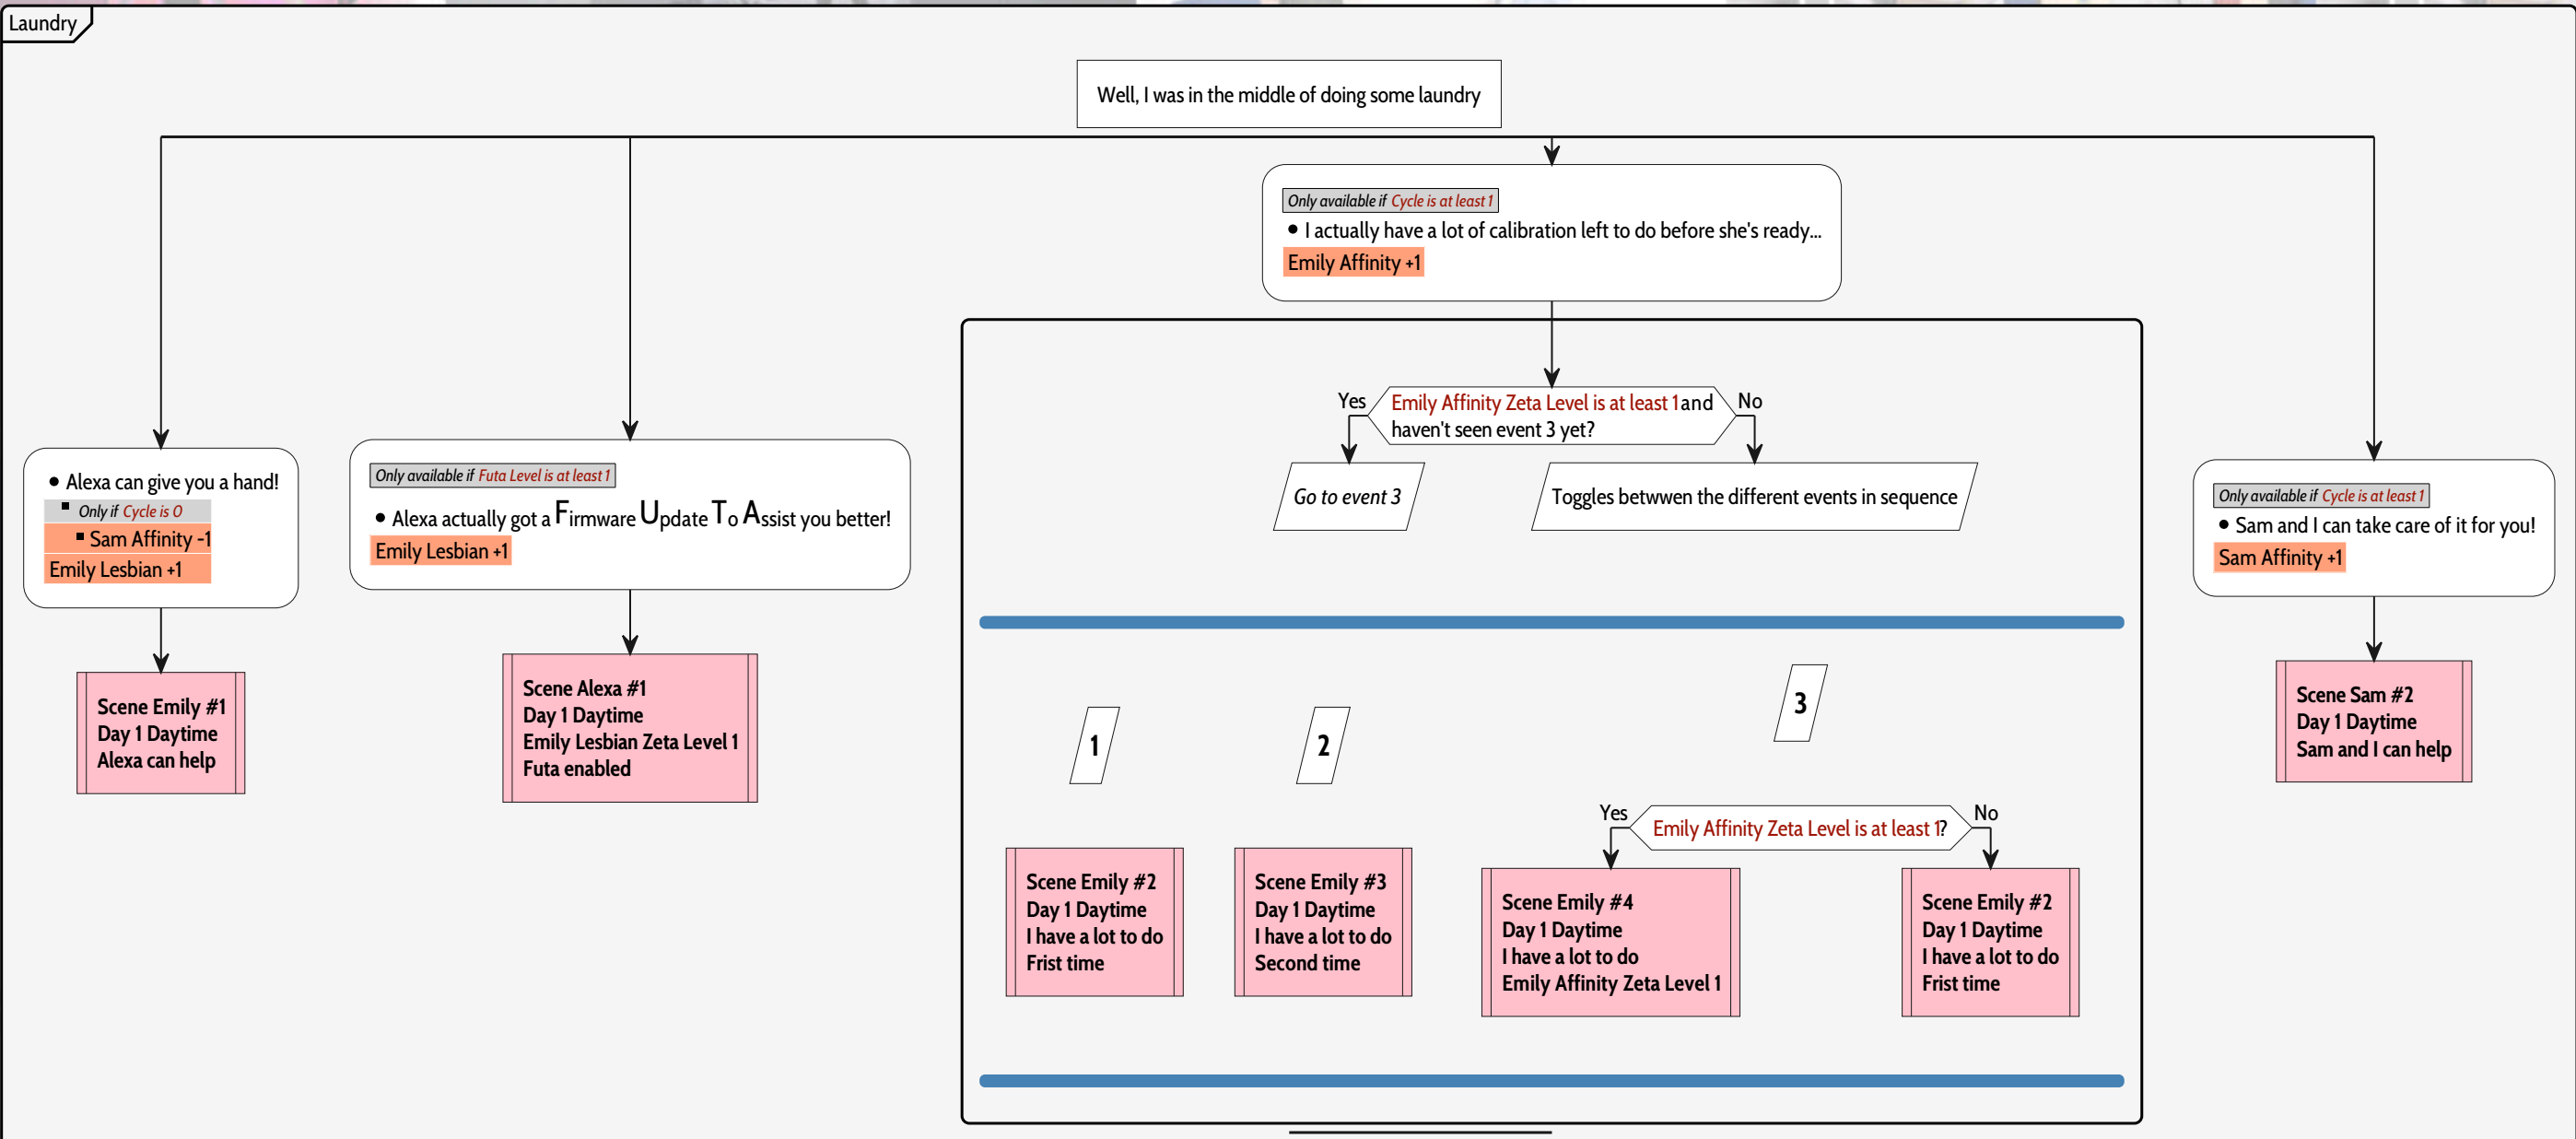 Laundry
Well, I was in the middle of doing some laundry
Only available if Cycle is at least 1
I actually have a lot of calibration left to do before she's ready...
Emily Affinity +1
Yes
Emily Affinity Zeta Level is at least 1 and
haven't seen event 3 yet?
No
Go to event 3
Toggles betwwen the different events in sequence
Alexa can give you a hand!
Only if Cycle is 0
Sam Affinity -1
Emily Lesbian +1
Only available if Futa Level is at least 1
Alexa actually got a Firmware Update To Assist you better!
Emily Lesbian +1
Only available if Cycle is at least 1
Sam and I can take care of it for you!
Sam Affinity +1
Scene Emily #1
Day 1 Daytime
Alexa can help
Scene Alexa #1
Day 1 Daytime
Emily Lesbian Zeta Level 1
Futa enabled
1
2
3
Yes
Emily Affinity Zeta Level is at least 1?
No
Scene Emily #2
Day 1 Daytime
I have a lot to do
Frist time
Scene Emily #3
Day 1 Daytime
I have a lot to do
Second time
Scene Emily #4
Day 1 Daytime
I have a lot to do
Emily Affinity Zeta Level 1
Scene Emily #2
Day 1 Daytime
I have a lot to do
Frist time
Scene Sam #2
Day 1 Daytime
Sam and I can help